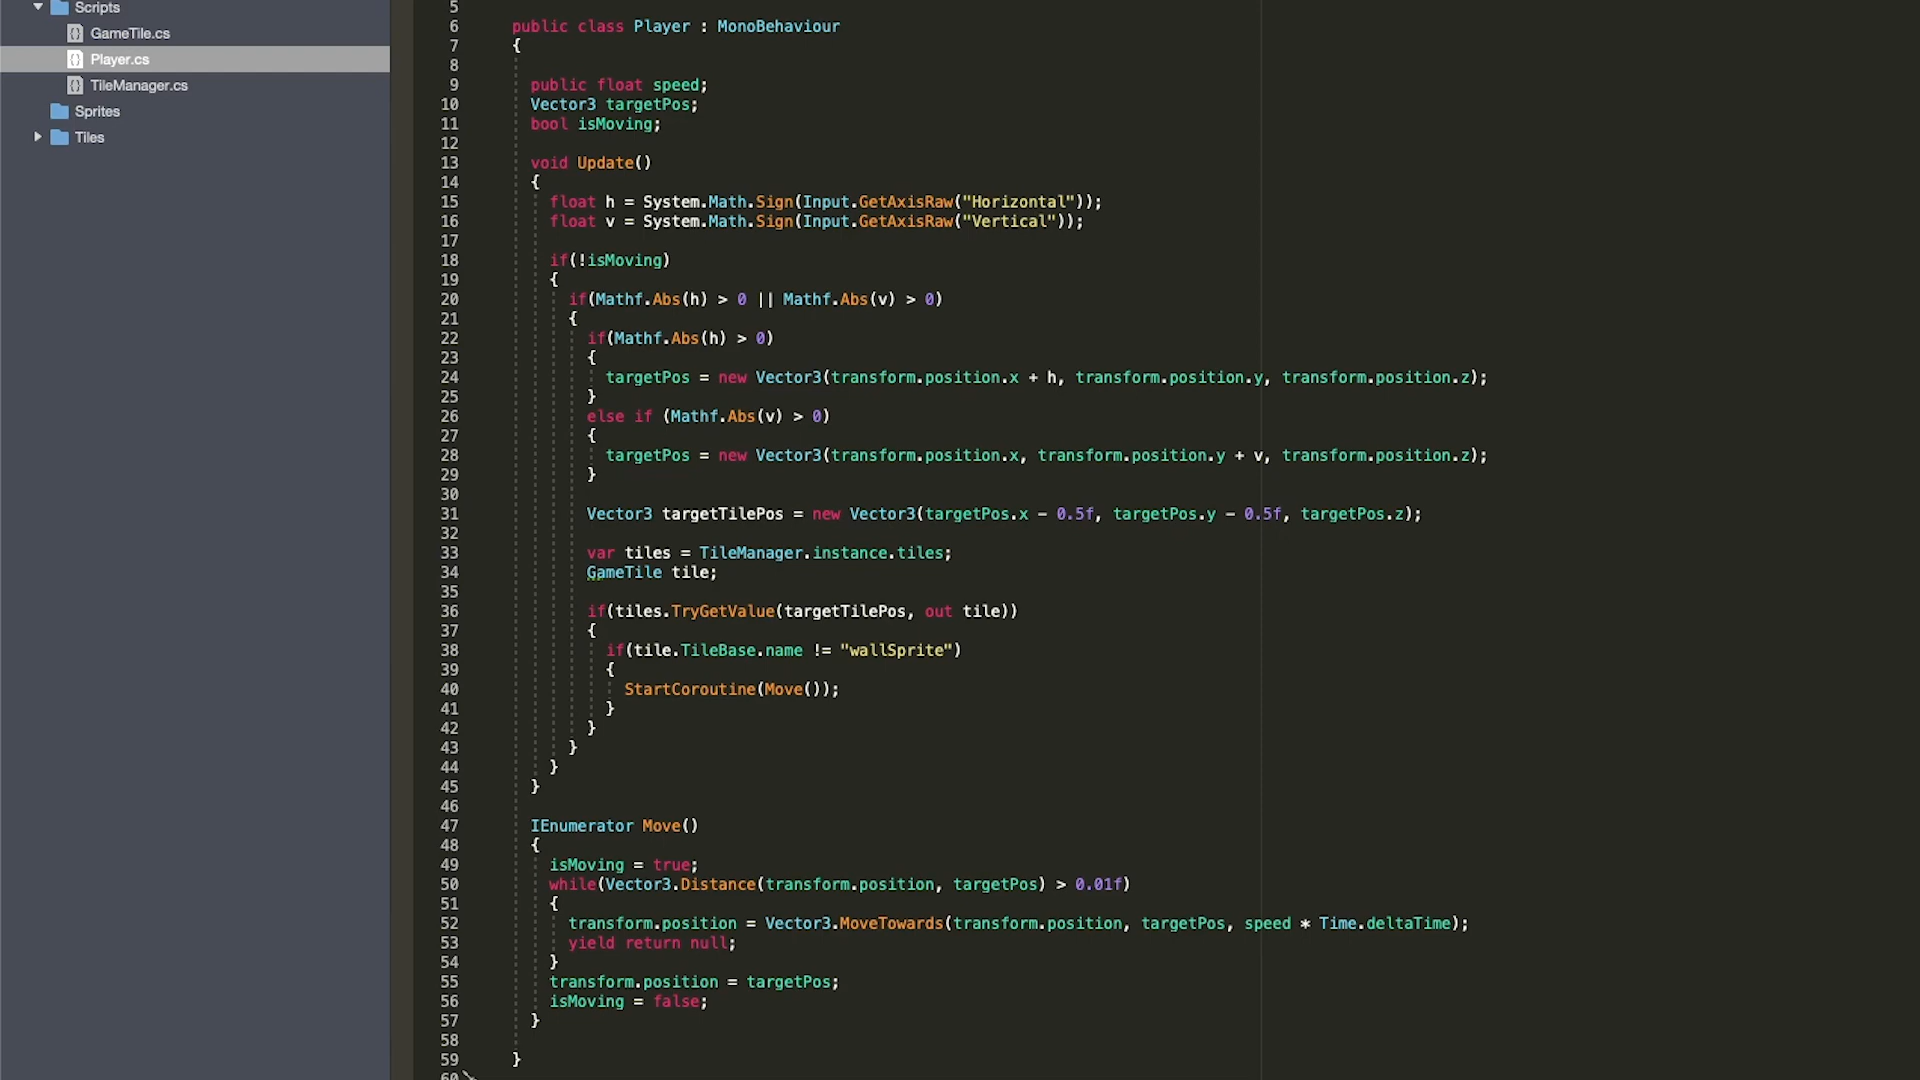 Scripts
GameTile.cs
Player.cs
TileManager.cs
Sprites
Tiles
5
6 public class Player : MonoBehaviour
7 {
8
9 public float speed;
10 Vector3 targetPos;
11 bool isMoving;
12
13 void Update()
14 {
15 float h = System.Math.Sign(Input.GetAxisRaw("Horizontal"));
16 float v = System.Math.Sign(Input.GetAxisRaw("Vertical"));
17
18 if(!isMoving)
19 {
20 if(Mathf.Abs(h) > 0 || Mathf.Abs(v) > 0)
21 {
22 if(Mathf.Abs(h) > 0)
23 {
24 targetPos = new Vector3(transform.position.x + h, transform.position.y, transform.position.z);
25 }
26 else if (Mathf.Abs(v) > 0)
27 {
28 targetPos = new Vector3(transform.position.x, transform.position.y + v, transform.position.z);
29 }
30
31 Vector3 targetTilePos = new Vector3(targetPos.x - 0.5f, targetPos.y - 0.5f, targetPos.z);
32
33 var tiles = TileManager.instance.tiles;
34 GameTile tile;
35
36 if(tiles.TryGetValue(targetTilePos, out tile))
37 {
38 if(tile.TileBase.name != "wallSprite")
39 {
40 StartCoroutine(Move());
41 }
42 }
43 }
44 }
45 }
46
47 IEnumerator Move()
48 {
49 isMoving = true;
50 while(Vector3.Distance(transform.position, targetPos) > 0.01f)
51 {
52 transform.position = Vector3.MoveTowards(transform.position, targetPos, speed * Time.deltaTime);
53 yield return null;
54 }
55 transform.position = targetPos;
56 isMoving = false;
57 }
58
59 }
60